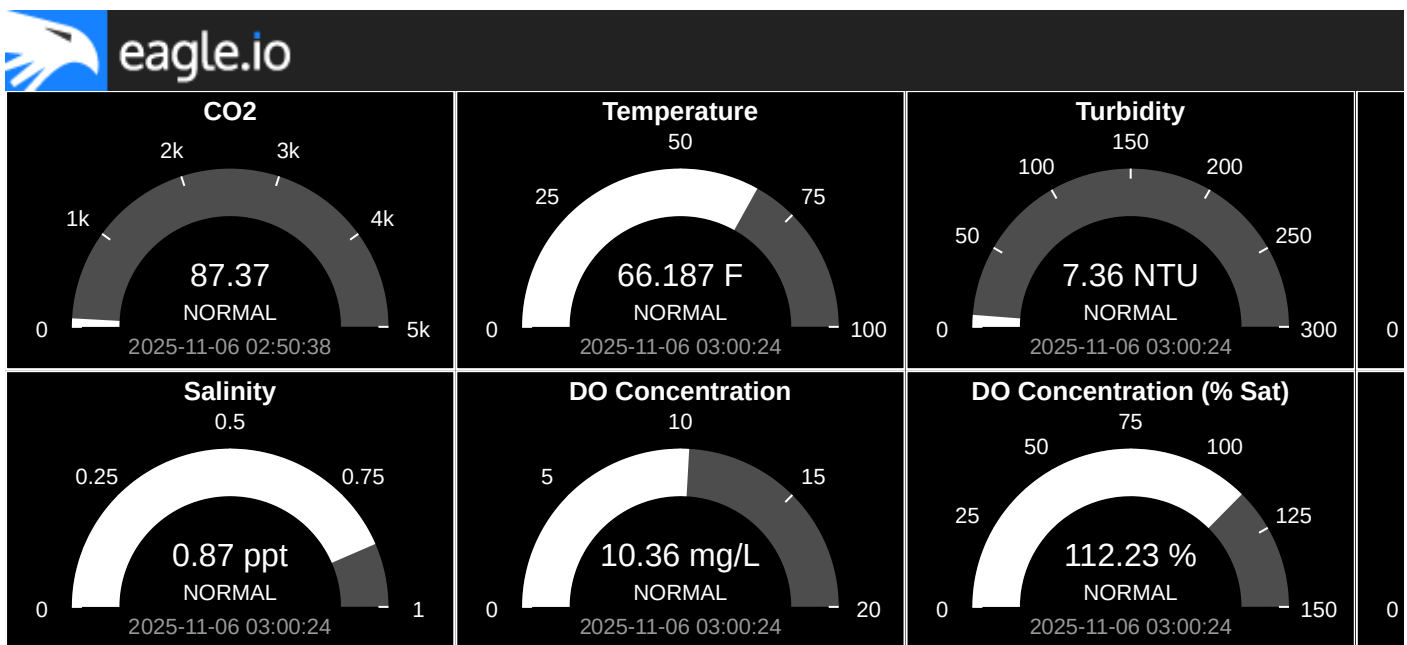 eagle.io
CO2
2k 3k
1k 4k
0 5k
87.37
NORMAL
2025-11-06 02:50:38
Temperature
50
25 75
0 100
66.187 F
NORMAL
2025-11-06 03:00:24
Turbidity
150
100 200
50 250
0 300
7.36 NTU
NORMAL
2025-11-06 03:00:24
0
Salinity
0.5
0.25 0.75
0 1
0.87 ppt
NORMAL
2025-11-06 03:00:24
DO Concentration
10
5 15
0 20
10.36 mg/L
NORMAL
2025-11-06 03:00:24
DO Concentration (% Sat)
75
50 100
25 125
0 150
112.23 %
NORMAL
2025-11-06 03:00:24
0